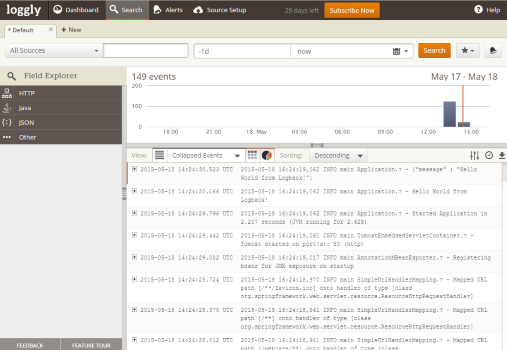 loggly Dashboard Search Alerts Source Setup 29 days left Subscribe Now Help
* Default + New
All Sources -1d now Search
Field Explorer
HTTP
Java
JSON
Other
149 events May 17 - May 18
200
100
0
18:00 21:00 18. May 03:00 06:00 09:00 12:00 15:00
View: Collapsed Events Sorting: Descending
2015-05-18 14:24:30.523 UTC 2015-05-18 16:24:19,062 INFO main Application.? - {"message" : "Hello
World from Logback!"}
2015-05-18 14:24:30.166 UTC 2015-05-18 16:24:19,062 INFO main Application.? - Hello World from
Logback!
2015-05-18 14:24:29.796 UTC 2015-05-18 16:24:19,062 INFO main Application.? - Started Application in
2.207 seconds (JVM running for 2.828)
2015-05-18 14:24:29.442 UTC 2015-05-18 16:24:19,061 INFO main TomcatEmbeddedServletContainer.? -
Tomcat started on port(s): 80 (http)
2015-05-18 14:24:29.082 UTC 2015-05-18 16:24:19,017 INFO main AnnotationMBeanExporter.? - Registering
beans for JMX exposure on startup
2015-05-18 14:24:28.970 UTC 2015-05-18 16:24:18,970 INFO main SimpleUrlHandlerMapping.? - Mapped URL
path [/**/favicon.ico] onto handler of type [class
org.springframework.web.servlet.resource.ResourceHttpRequestHandler]
2015-05-18 14:24:28.370 UTC 2015-05-18 16:24:18, INFO main SimpleUrlHandlerMapping.? - Mapped URL
path [/**] onto handler of type [class
org.springframework.web.servlet.resource.ResourceHttpRequestHandler]
2015-05-18 14:24:28.012 UTC 2015-05-18 16:24:18, INFO main SimpleUrlHandlerMapping.? - Mapped URL
path [/webjars/**] onto handler of type [class
FEEDBACK FEATURE TOUR